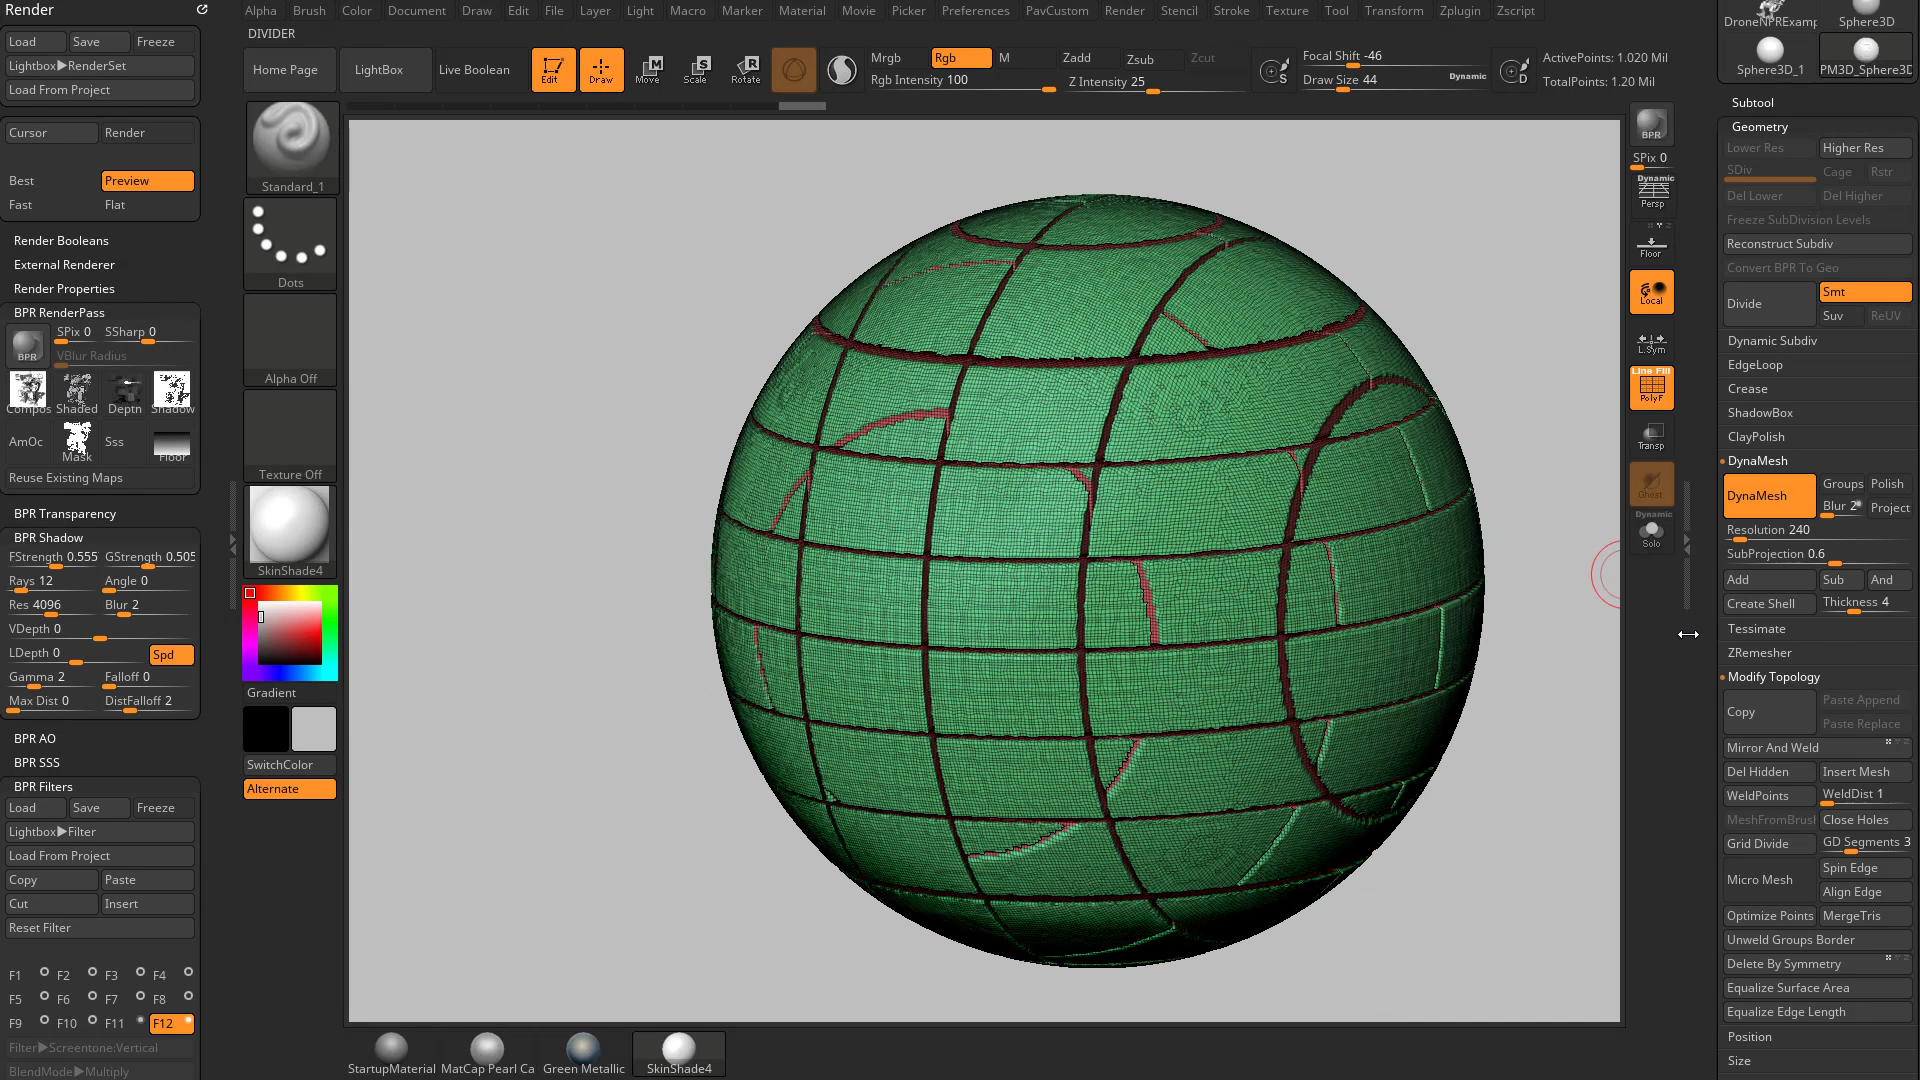 Render
Alpha Brush Color Document Draw Edit File Layer Light Macro Marker Material Movie Picker Preferences PavCustom Render Stencil Stroke Texture Tool Transform Zplugin Zscript
DIVIDER
Load Save Freeze
Lightbox▶RenderSet
Load From Project
Cursor Render
Best Preview
Fast Flat
Render Booleans
External Renderer
Render Properties
BPR RenderPass
SPix 0 SSharp 0
BPR
VBlur Radius
Compos Shaded Depth Shadow
AmOc Mask Sss Floor
Reuse Existing Maps
BPR Transparency
BPR Shadow
FStrength 0.555 GStrength 0.505
Rays 12 Angle 0
Res 4096 Blur 2
VDepth 0
LDepth 0 Spd
Gamma 2 Falloff 0
Max Dist 0 DistFalloff 2
BPR AO
BPR SSS
BPR Filters
Load Save Freeze
Lightbox▶Filter
Load From Project
Copy Paste
Cut Insert
Reset Filter
F1 F2 F3 F4
F5 F6 F7 F8
F9 F10 F11 F12
Filter▶Screentone:Vertical
BlendMode▶Multiply
Home Page LightBox Live Boolean
Edit Draw Move Scale Rotate
Mrgb Rgb M
Rgb Intensity 100
Zadd Zsub Zcut
Z Intensity 25
S
Focal Shift -46
Draw Size 44 Dynamic
D
ActivePoints: 1.020 Mil
TotalPoints: 1.20 Mil
Standard_1
Dots
Alpha Off
Texture Off
SkinShade4
Gradient
SwitchColor
Alternate
BPR
SPix 0
Dynamic
Persp
Floor
Local
L.Sym
Line Fill
PolyF
Transp
Ghost
Dynamic
Solo
StartupMaterial MatCap Pearl Ca Green Metallic SkinShade4
DroneNPRExamp Sphere3D
Sphere3D_1 PM3D_Sphere3D
Subtool
Geometry
Lower Res Higher Res
SDiv Cage Rstr
Del Lower Del Higher
Freeze SubDivision Levels
Reconstruct Subdiv
Convert BPR To Geo
Divide Smt
Suv ReUV
Dynamic Subdiv
EdgeLoop
Crease
ShadowBox
ClayPolish
DynaMesh
DynaMesh Groups Polish
Blur 2 Project
Resolution 240
SubProjection 0.6
Add Sub And
Create Shell Thickness 4
Tessimate
ZRemesher
Modify Topology
Copy Paste Append
Paste Replace
Mirror And Weld
Del Hidden Insert Mesh
WeldPoints WeldDist 1
MeshFromBrush Close Holes
Grid Divide GD Segments 3
Micro Mesh Spin Edge
Align Edge
Optimize Points MergeTris
Unweld Groups Border
Delete By Symmetry
Equalize Surface Area
Equalize Edge Length
Position
Size